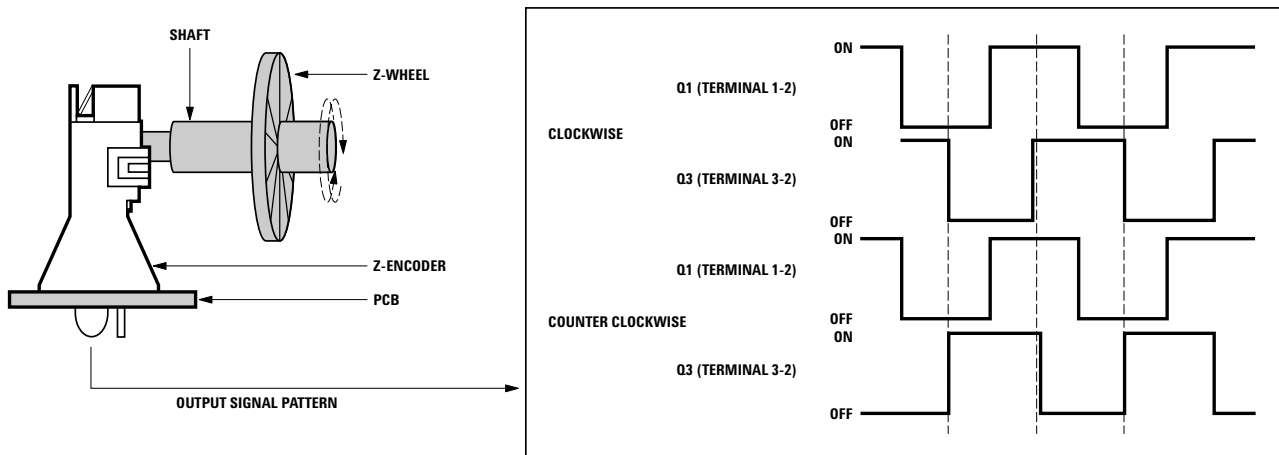 SHAFT
Z-WHEEL
Z-ENCODER
PCB
OUTPUT SIGNAL PATTERN
CLOCKWISE
Q1 (TERMINAL 1-2)
ON
OFF
Q3 (TERMINAL 3-2)
ON
OFF
COUNTER CLOCKWISE
Q1 (TERMINAL 1-2)
ON
OFF
Q3 (TERMINAL 3-2)
ON
OFF